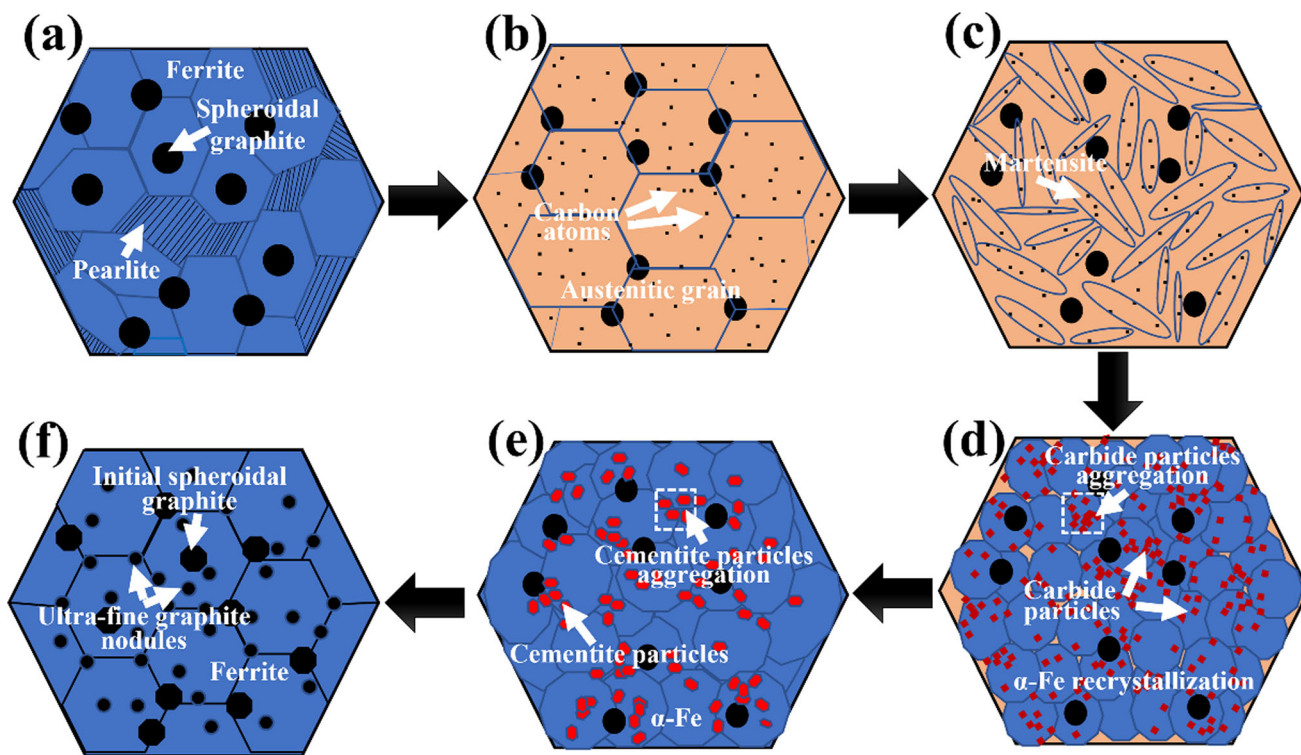 (a)
Ferrite
Spheroidal
graphite
Pearlite
(b)
Carbon
atoms
Austenitic grain
(c)
Martensite
(d)
Carbide particles
aggregation
Carbide
particles
α-Fe recrystallization
(e)
Cementite particles
aggregation
Cementite particles
α-Fe
(f)
Initial spheroidal
graphite
Ultra-fine graphite
nodules
Ferrite